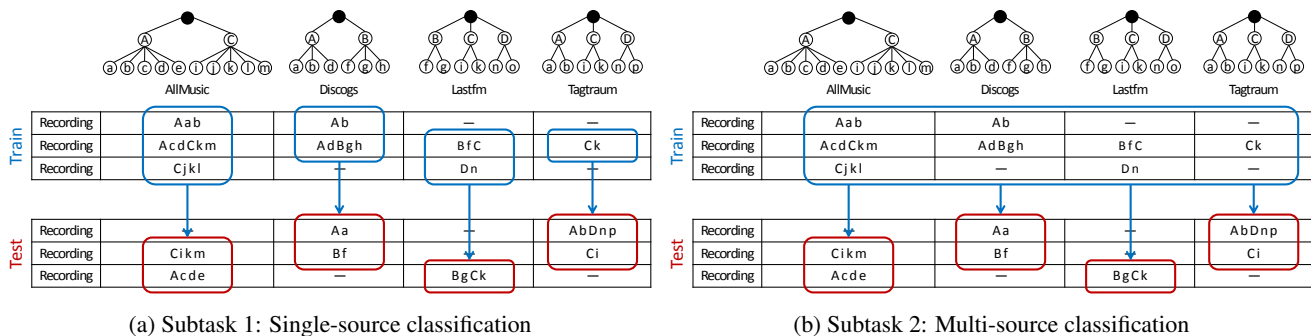 A C A B B C D A C D
a b c d e i j k l m a b d f g h f g i k n o a b i k n p
AllMusic Discogs Lastfm Tagtraum
Train
Recording Aab Ab — —
Recording AcdCkm AdBgh BfC Ck
Recording Cjkl — Dn —
Test
Recording — Aa — AbDnp
Recording Cikm Bf — Ci
Recording Acde — BgCk —
(a) Subtask 1: Single-source classification
A C A B B C D A C D
a b c d e i j k l m a b d f g h f g i k n o a b i k n p
AllMusic Discogs Lastfm Tagtraum
Train
Recording Aab Ab — —
Recording AcdCkm AdBgh BfC Ck
Recording Cjkl — Dn —
Test
Recording — Aa — AbDnp
Recording Cikm Bf — Ci
Recording Acde — BgCk —
(b) Subtask 2: Multi-source classification